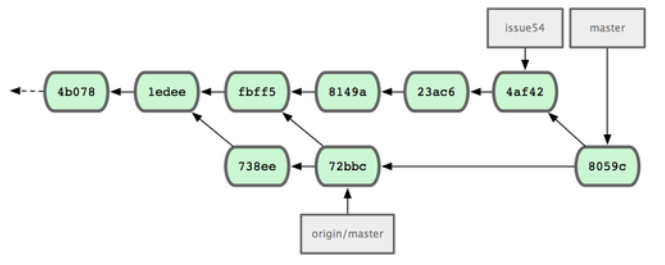 issue54
master
4b078
1edee
fbff5
8149a
23ac6
4af42
738ee
72bbc
8059c
origin/master